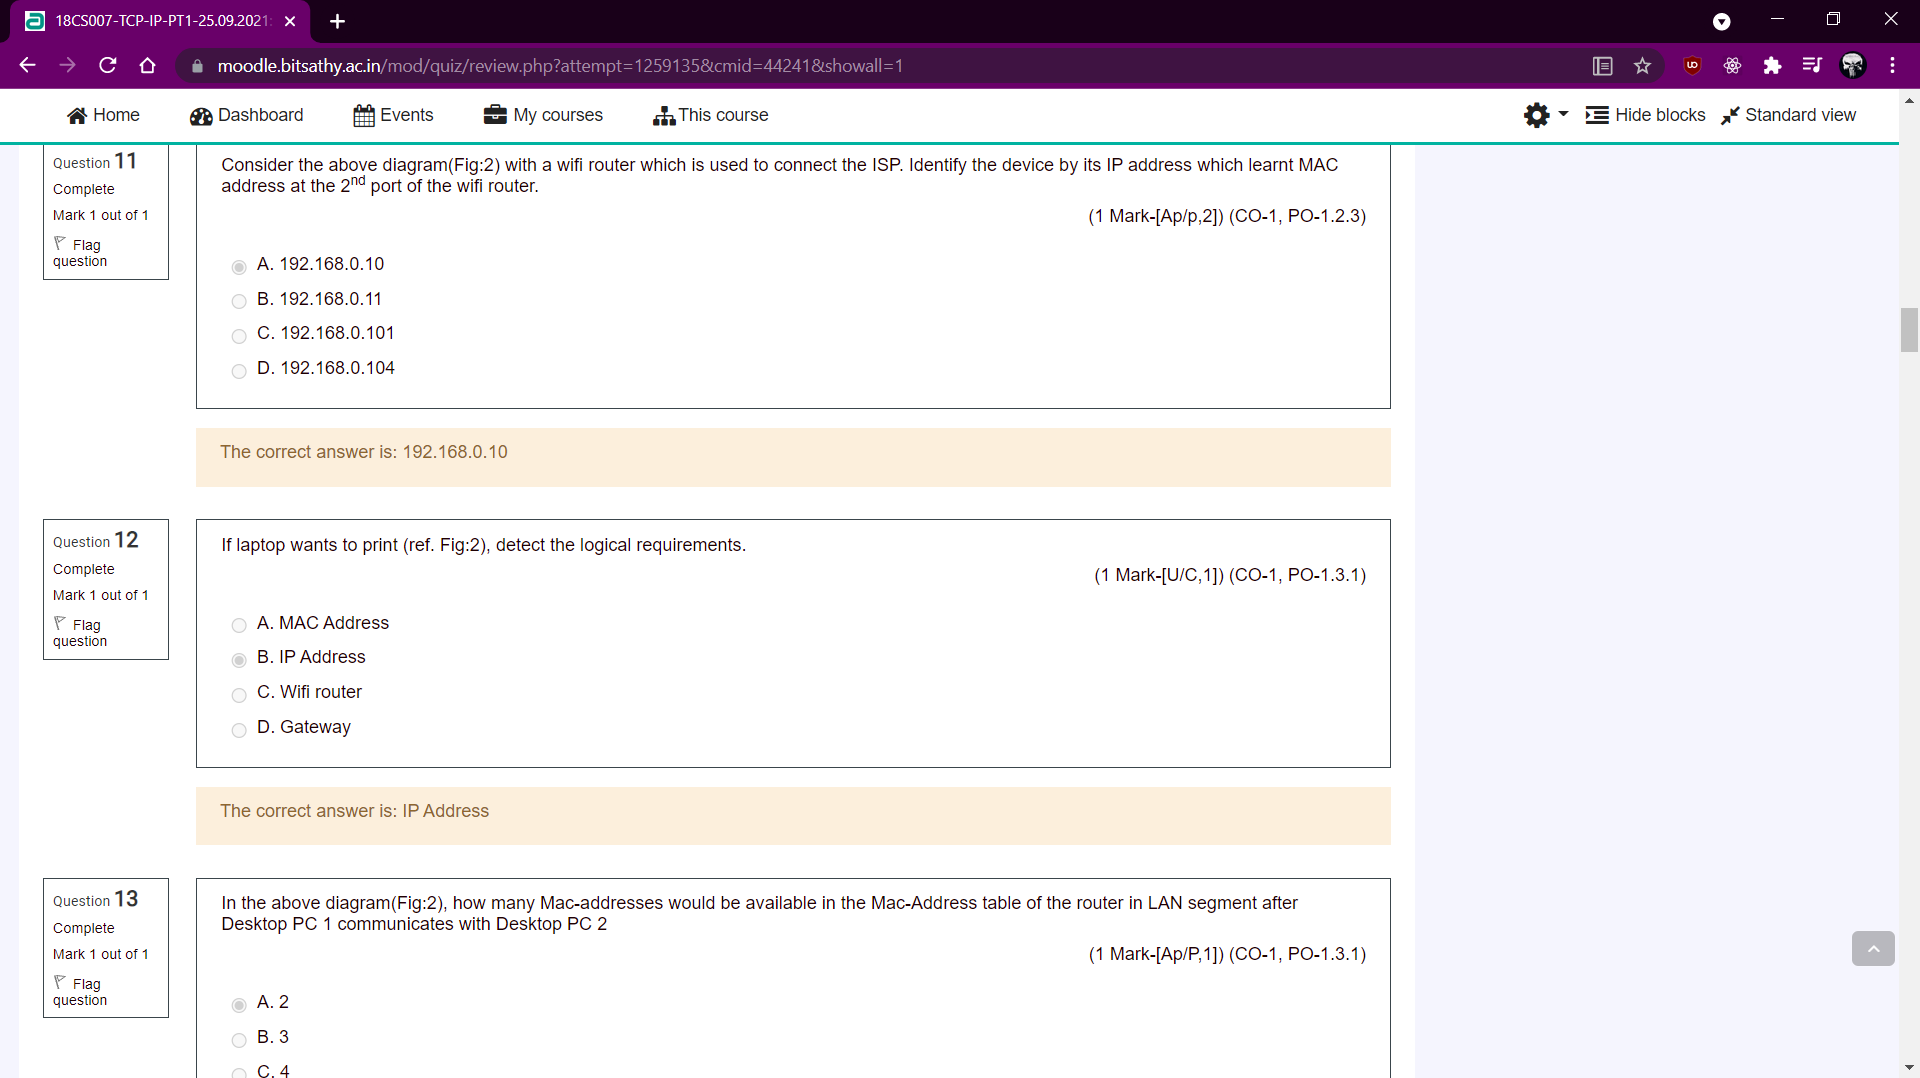 18CS007-TCP-IP-PT1-25.09.2021
moodle.bitsathy.ac.in/mod/quiz/review.php?attempt=1259135&cmid=44241&showall=1
Home Dashboard Events My courses This course Hide blocks Standard view
Question 11
Complete
Mark 1 out of 1
Flag question
Consider the above diagram(Fig:2) with a wifi router which is used to connect the ISP. Identify the device by its IP address which learnt MAC
address at the 2nd port of the wifi router.
(1 Mark-[Ap/p,2]) (CO-1, PO-1.2.3)
A. 192.168.0.10
B. 192.168.0.11
C. 192.168.0.101
D. 192.168.0.104
The correct answer is: 192.168.0.10
Question 12
Complete
Mark 1 out of 1
Flag question
If laptop wants to print (ref. Fig:2), detect the logical requirements.
(1 Mark-[U/C,1]) (CO-1, PO-1.3.1)
A. MAC Address
B. IP Address
C. Wifi router
D. Gateway
The correct answer is: IP Address
Question 13
Complete
Mark 1 out of 1
Flag question
In the above diagram(Fig:2), how many Mac-addresses would be available in the Mac-Address table of the router in LAN segment after
Desktop PC 1 communicates with Desktop PC 2
(1 Mark-[Ap/P,1]) (CO-1, PO-1.3.1)
A. 2
B. 3
C. 4